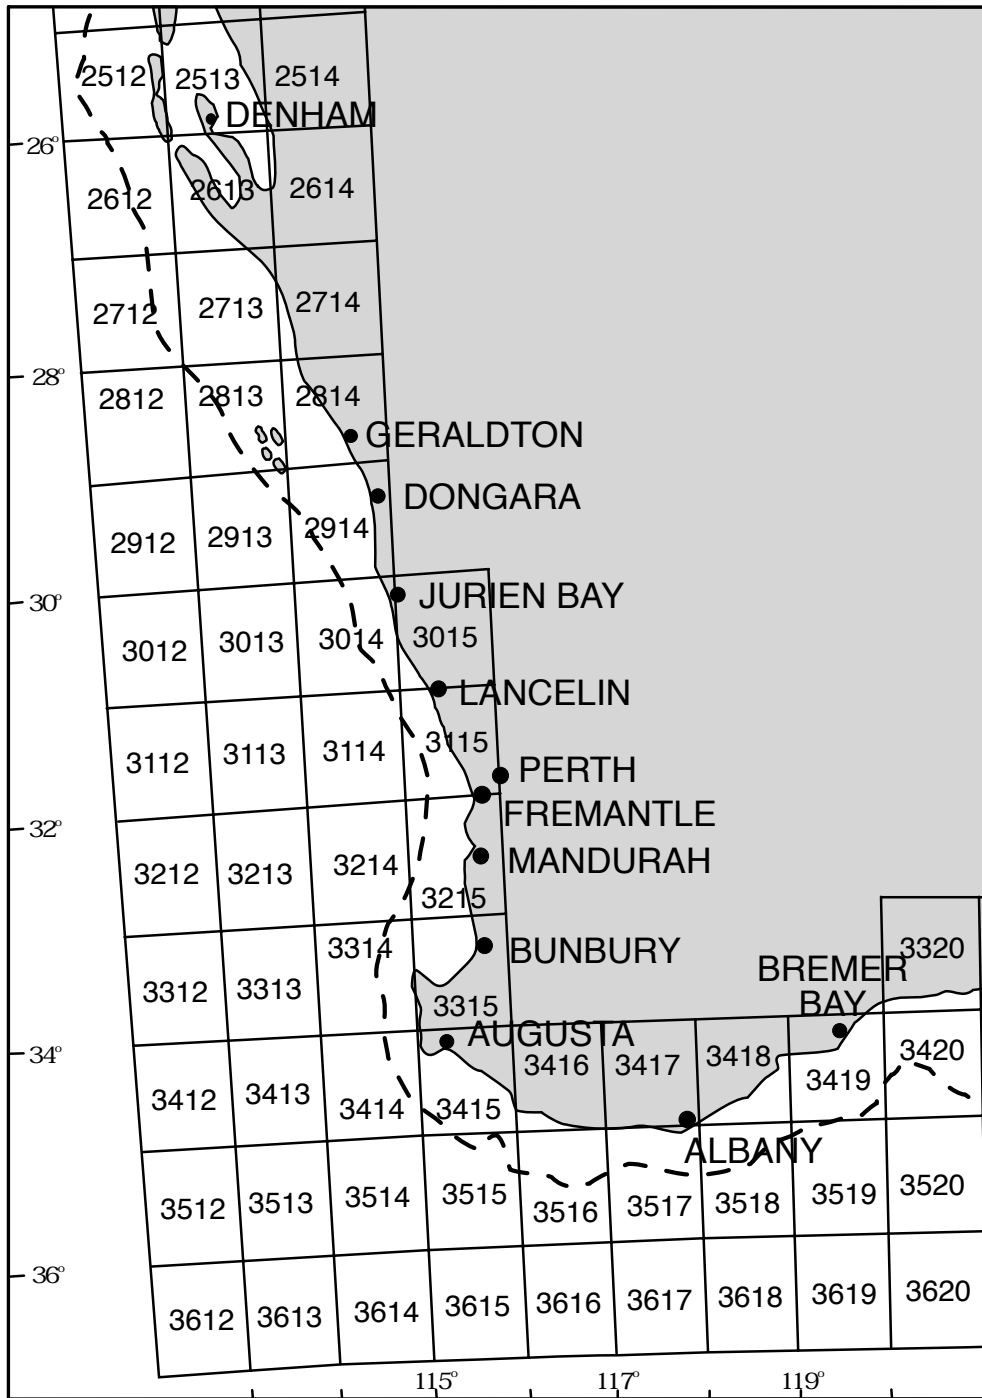 2512 2513 2514
DENHAM
26°
2612 2613 2614
2712 2713 2714
28°
2812 2813 2814
GERALDTON
DONGARA
2912 2913 2914
30°
JURIEN BAY
3012 3013 3014 3015
LANCELIN
3112 3113 3114 3115
PERTH
FREMANTLE
32°
MANDURAH
3212 3213 3214 3215
BUNBURY
3312 3313 3314 3315 3320
BREMER
BAY
AUGUSTA
34°
3412 3413 3414 3415 3416 3417 3418 3419 3420
ALBANY
3512 3513 3514 3515 3516 3517 3518 3519 3520
36°
3612 3613 3614 3615 3616 3617 3618 3619 3620
115° 117° 119°